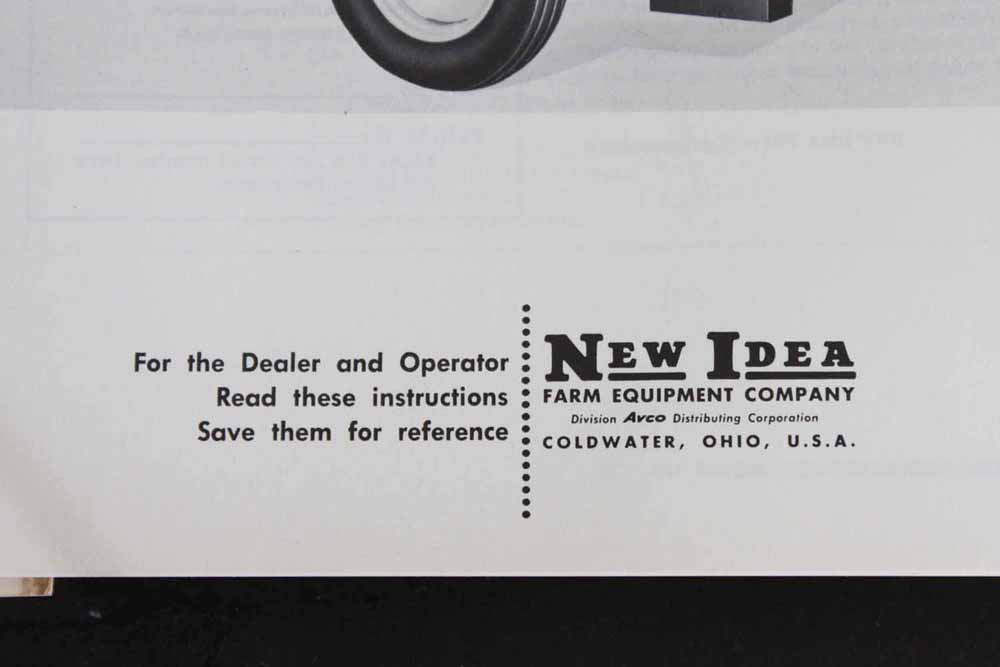 For the Dealer and Operator
Read these instructions
Save them for reference
NEW IDEA
FARM EQUIPMENT COMPANY
Division Avco Distributing Corporation
COLDWATER, OHIO, U.S.A.